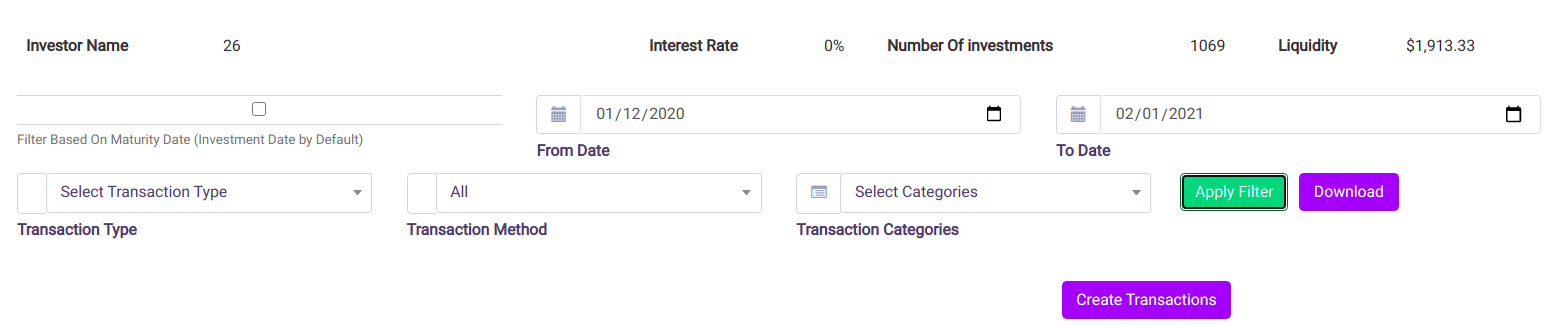 Investor Name 26 Interest Rate 0% Number Of investments 1069 Liquidity $1,913.33
01/12/2020 02/01/2021
Filter Based On Maturity Date (Investment Date by Default)
From Date To Date
Select Transaction Type All Select Categories Apply Filter Download
Transaction Type Transaction Method Transaction Categories
Create Transactions